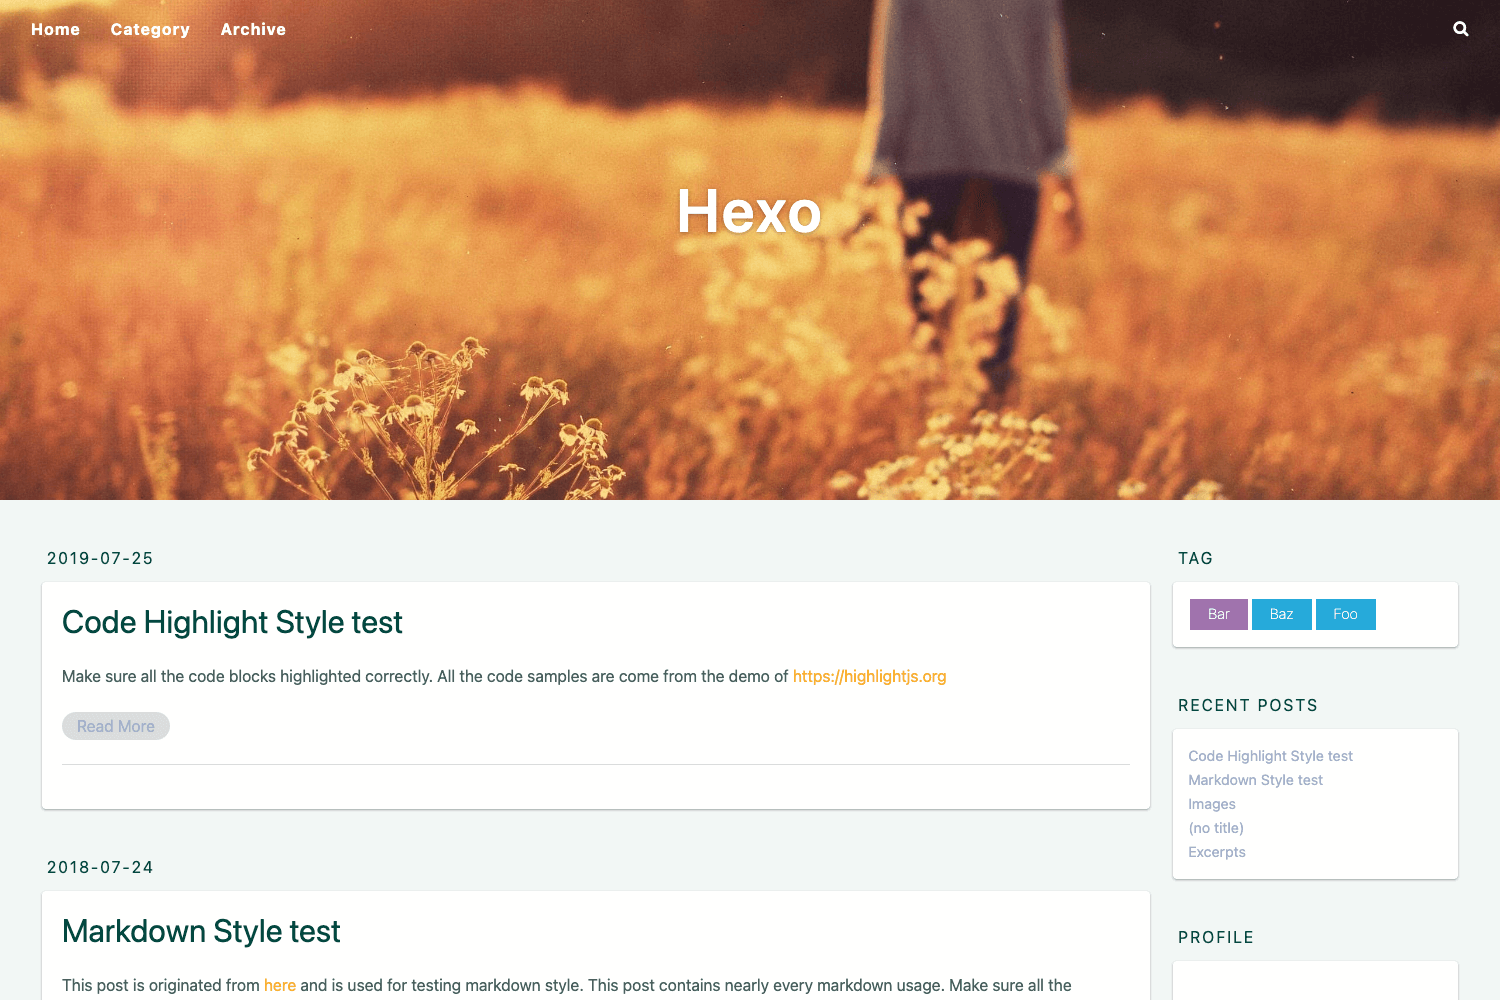 Home Category Archive
Hexo
2019-07-25
Code Highlight Style test
Make sure all the code blocks highlighted correctly. All the code samples are come from the demo of https://highlightjs.org
Read More
2018-07-24
Markdown Style test
This post is originated from here and is used for testing markdown style. This post contains nearly every markdown usage. Make sure all the
TAG
Bar Baz Foo
RECENT POSTS
Code Highlight Style test
Markdown Style test
Images
(no title)
Excerpts
PROFILE